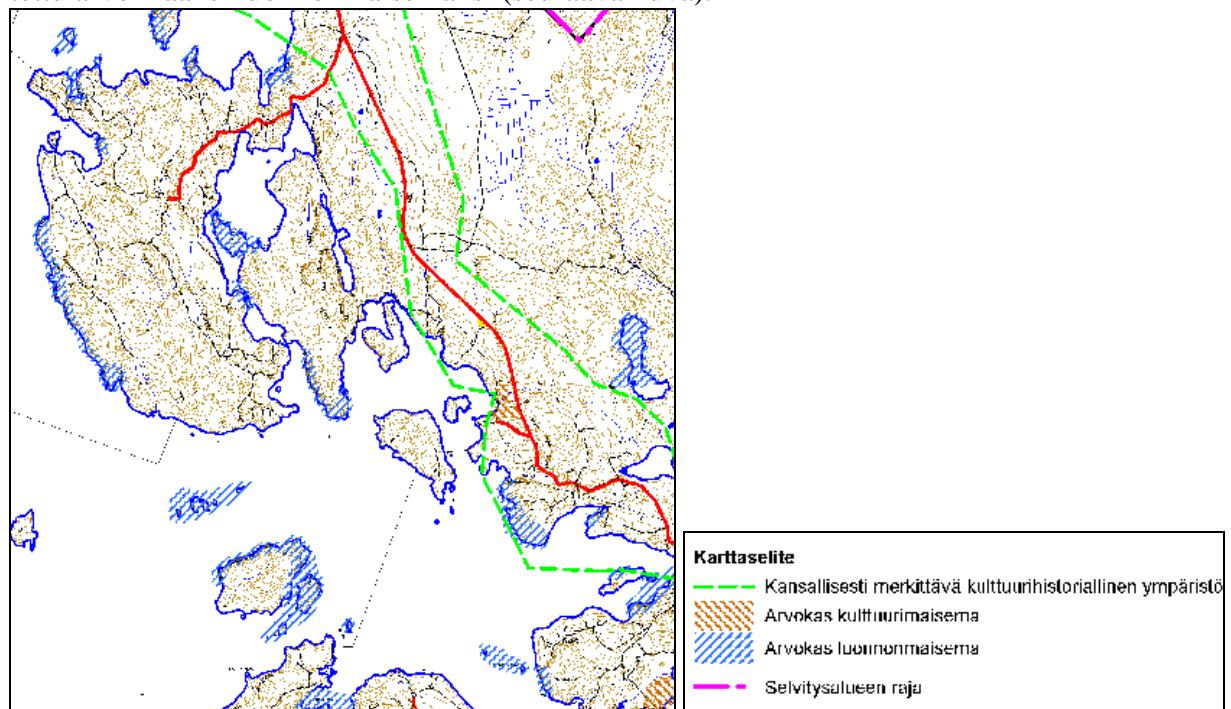 Karttaselite
Kansallisesti merkittävä kulttuurihistoriallinen ympäristö
Arvokas kulttuurimaisema
Arvokas luonnonmaisema
Selvitysalueen raja